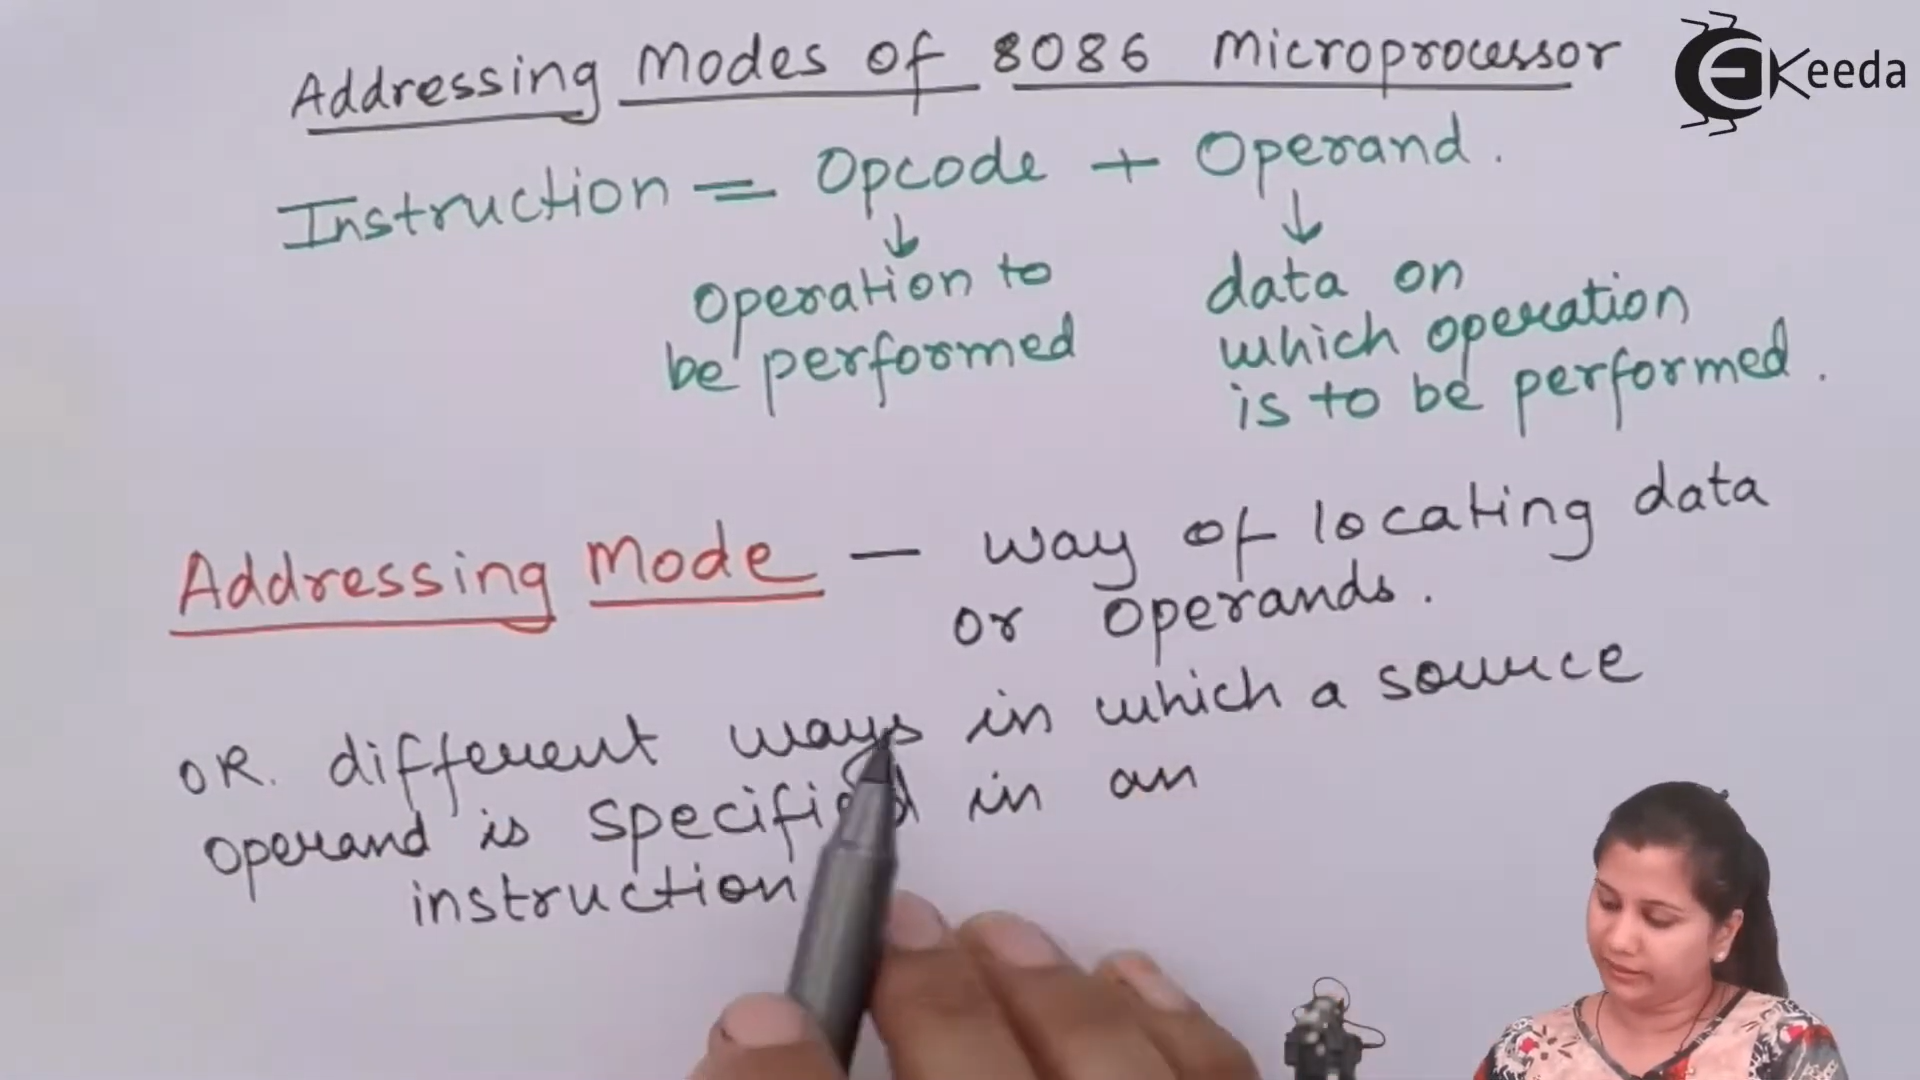 Addressing Modes of 8086 Microprocessor
EKeeda
Instruction = Opcode + Operand.
↓ ↓
Operation to be performed
data on which operation is to be performed.
Addressing Mode — way of locating data
or Operands.
OR. different ways in which a source
Operand is specified in an
instruction